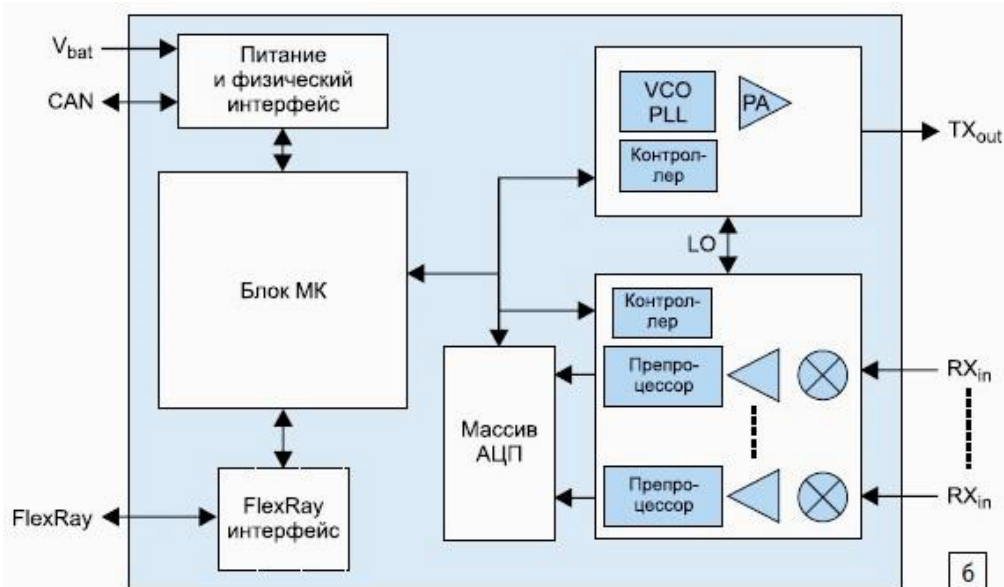 V_bat
CAN
Питание
и физический
интерфейс
VCO
PLL
PA
Контрол-
лер
TX_out
LO
Блок МК
Контрол-
лер
Препро-
цессор
RX_in
Массив
АЦП
Препро-
цессор
RX_in
FlexRay
FlexRay
интерфейс
б